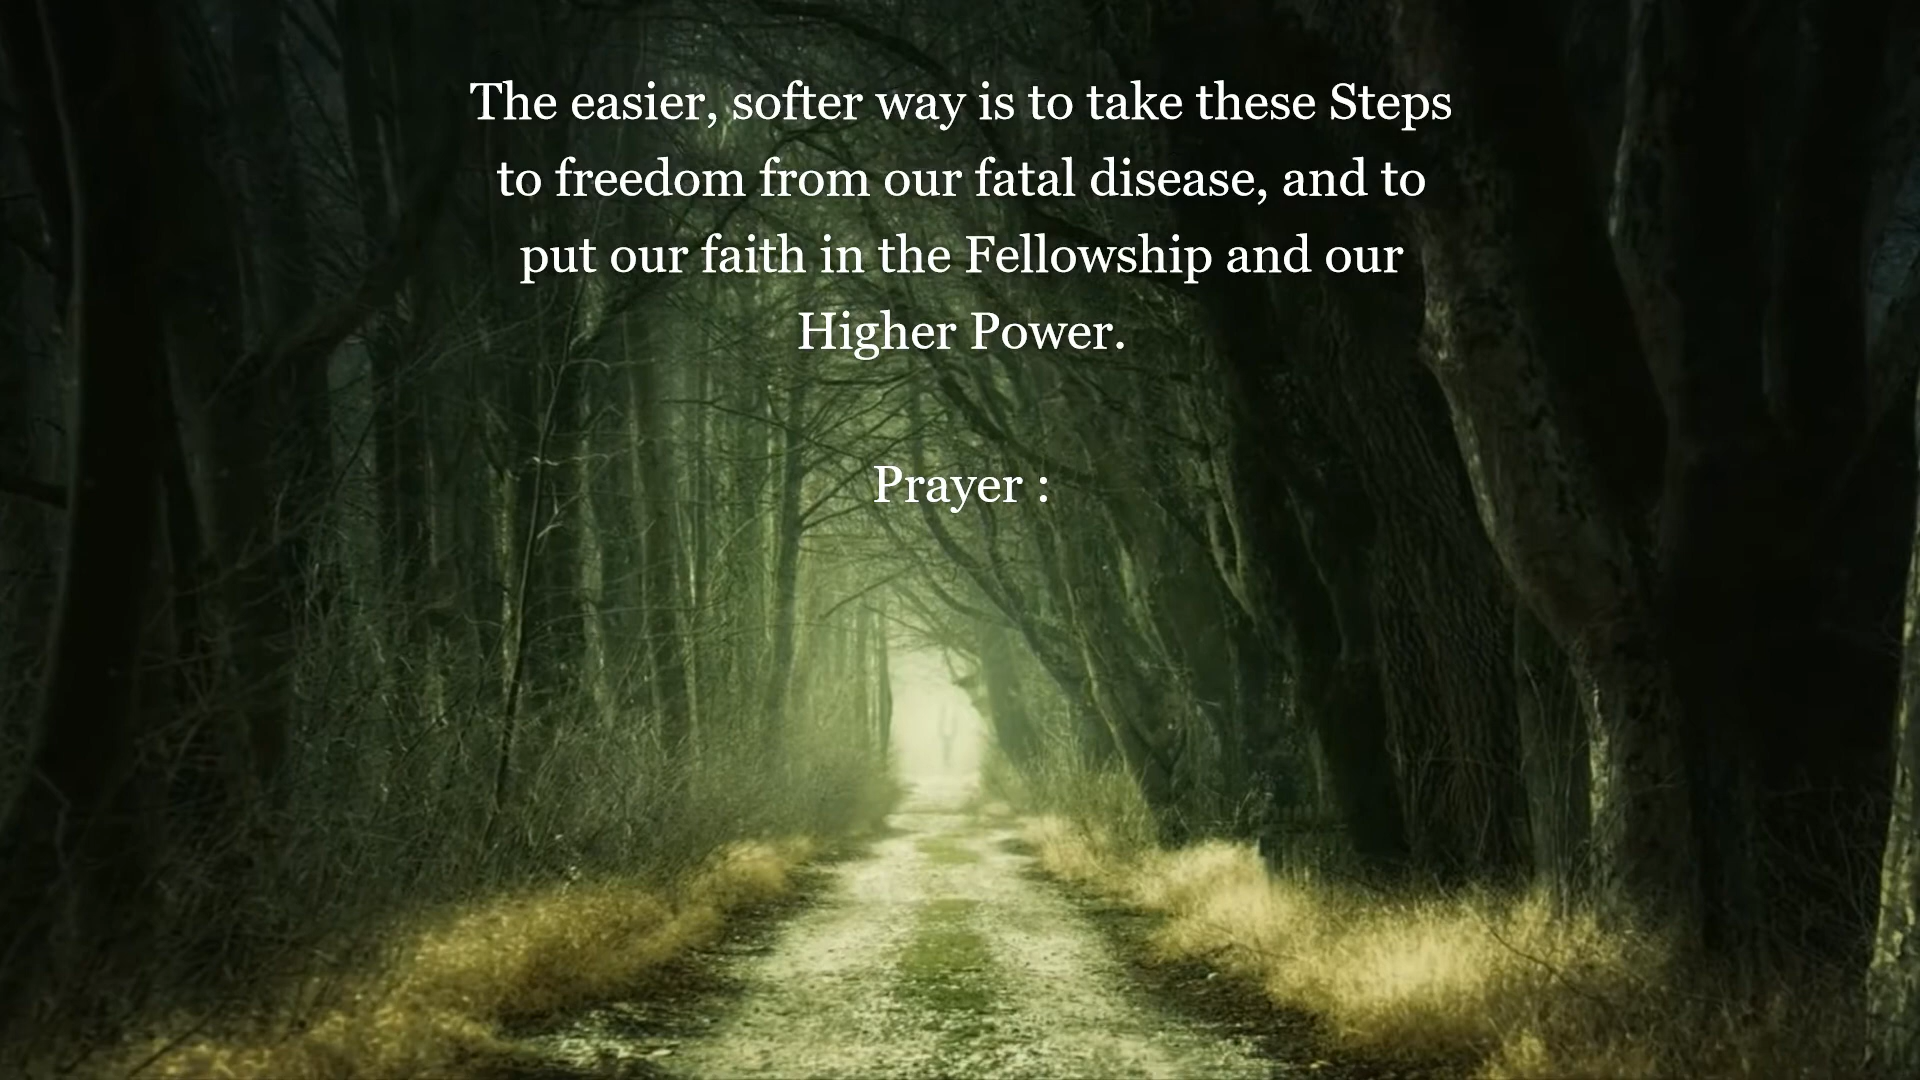 The easier, softer way is to take these Steps
to freedom from our fatal disease, and to
put our faith in the Fellowship and our
Higher Power.
Prayer :